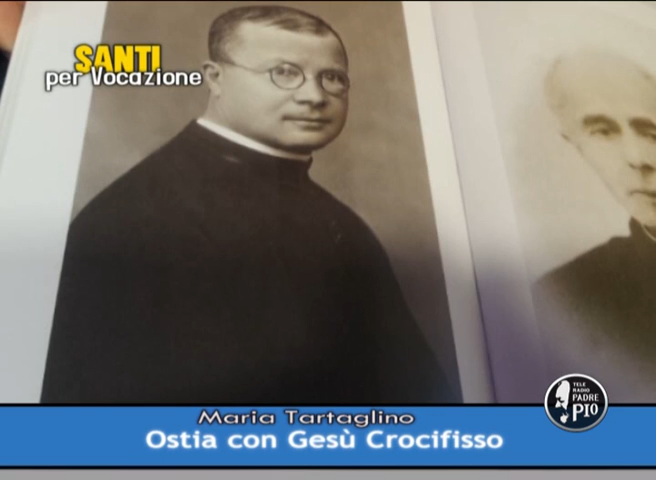 SANTI
per Vocazione
TELE
RADIO
PADRE
PIO
Maria Tartaglino
Ostia con Gesù Crocifisso